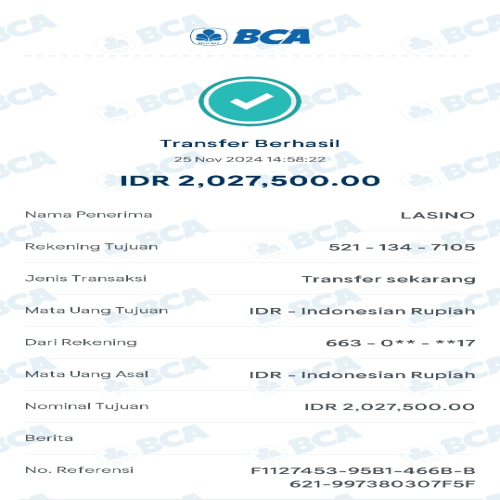 BCA
Transfer Berhasil
25 Nov 2024 14:58:22
IDR 2,027,500.00
Nama Penerima LASINO
Rekening Tujuan 521 - 134 - 7105
Jenis Transaksi Transfer sekarang
Mata Uang Tujuan IDR - Indonesian Rupiah
Dari Rekening 663 - 0** - **17
Mata Uang Asal IDR - Indonesian Rupiah
Nominal Tujuan IDR 2,027,500.00
Berita
No. Referensi F1127453-95B1-466B-B
621-997380307F5F